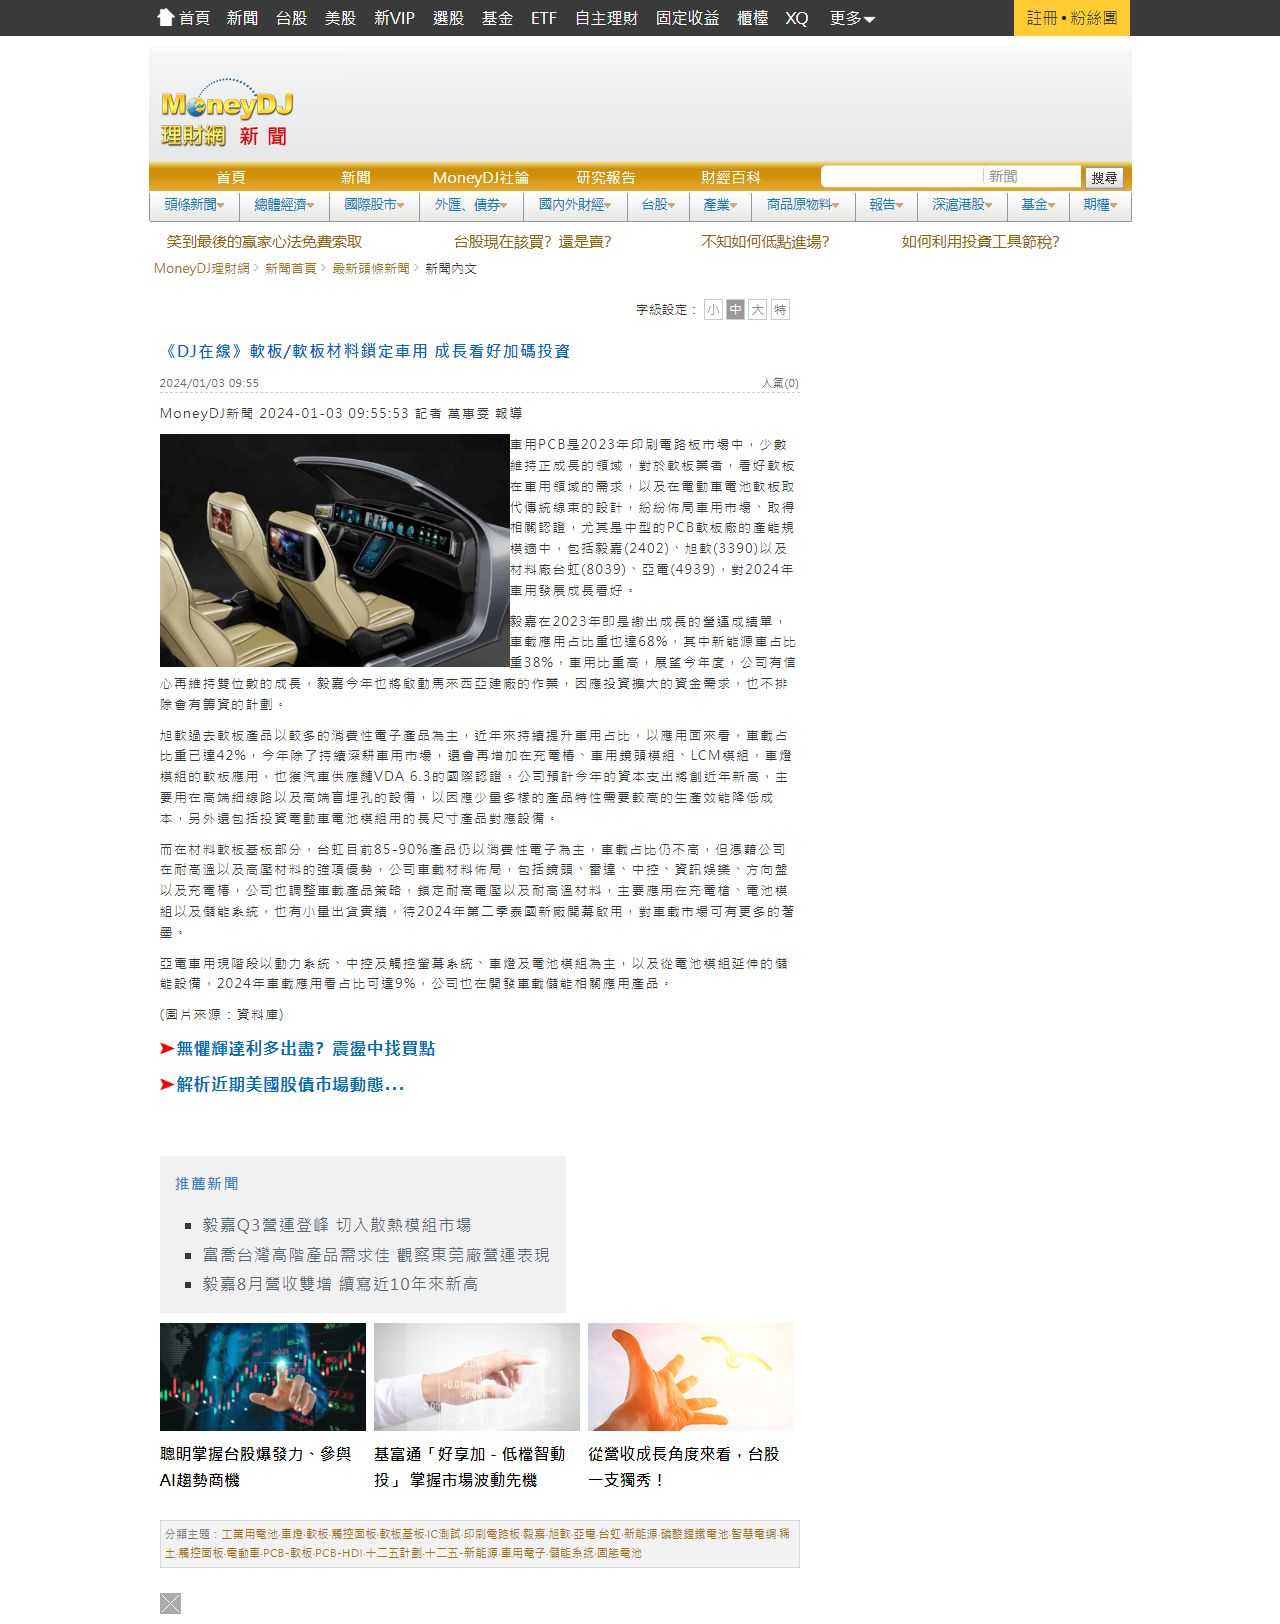 首頁 新聞 台股 美股 新VIP 選股 基金 ETF 自主理財 固定收益 櫃檯 XQ 更多 註冊•粉絲團
MoneyDJ
理財網 新聞
首頁 新聞 MoneyDJ社論 研究報告 財經百科 新聞 搜尋
頭條新聞 總體經濟 國際股市 外匯、債券 國內外財經 台股 產業 商品原物料 報告 深滬港股 基金 期權
笑到最後的贏家心法免費索取 台股現在該買？還是賣？ 不知如何低點進場？ 如何利用投資工具節稅？
MoneyDJ理財網 新聞首頁 最新頭條新聞 新聞內文
字級設定： 小 中 大 特
《DJ在線》軟板/軟板材料鎖定車用 成長看好加碼投資
2024/01/03 09:55 人氣(0)
MoneyDJ新聞 2024-01-03 09:55:53 記者 萬惠雯 報導
車用PCB是2023年印刷電路板市場中，少數
維持正成長的領域，對於軟板業者，看好軟板
在車用領域的需求，以及在電動車電池軟板取
代傳統線束的設計，紛紛佈局車用市場、取得
相關認證，尤其是中型的PCB軟板廠的產能規
模適中，包括毅嘉(2402)、旭軟(3390)以及
材料廠台虹(8039)、亞電(4939)，對2024年
車用發展成長看好。
毅嘉在2023年即是繳出成長的營運成績單，
車載應用占比重也達68%，其中新能源車占比
重38%，車用比重高，展望今年度，公司有信
心再維持雙位數的成長，毅嘉今年也將啟動馬來西亞建廠的作業，因應投資擴大的資金需求，也不排
除會有籌資的計劃。
旭軟過去軟板產品以較多的消費性電子產品為主，近年來持續提升車用占比，以應用面來看，車載占
比重已達42%，今年除了持續深耕車用市場，還會再增加在充電樁、車用鏡頭模組、LCM模組，車燈
模組的軟板應用，也獲汽車供應鏈VDA 6.3的國際認證。公司預計今年的資本支出將創近年新高，主
要用在高端細線路以及高端盲埋孔的設備，以因應少量多樣的產品特性需要較高的生產效能降低成
本，另外還包括投資電動車電池模組用的長尺寸產品對應設備。
而在材料軟板基板部分，台虹目前85-90%產品仍以消費性電子為主，車載占比仍不高，但憑藉公司
在耐高溫以及高壓材料的強項優勢，公司車載材料佈局，包括鏡頭、雷達、中控、資訊娛樂、方向盤
以及充電樁，公司也調整車載產品策略，鎖定耐高電壓以及耐高溫材料，主要應用在充電槍、電池模
組以及儲能系統，也有小量出貨實績，待2024年第二季泰國新廠開幕啟用，對車載市場可有更多的著
墨。
亞電車用現階段以動力系統、中控及觸控螢幕系統、車燈及電池模組為主，以及從電池模組延伸的儲
能設備，2024年車載應用看占比可達9%，公司也在開發車載儲能相關應用產品。
(圖片來源：資料庫)
➤無懼輝達利多出盡？震盪中找買點
➤解析近期美國股債市場動態...
推薦新聞
毅嘉Q3營運登峰 切入散熱模組市場
富喬台灣高階產品需求佳 觀察東莞廠營運表現
毅嘉8月營收雙增 續寫近10年來新高
聰明掌握台股爆發力、參與
AI趨勢商機
基富通「好享加－低檔智動
投」 掌握市場波動先機
從營收成長角度來看，台股
一支獨秀！
分類主題：工業用電池‧車燈‧軟板‧觸控面板‧軟板基板‧IC測試‧印刷電路板‧毅嘉‧旭軟‧亞電‧台虹‧新能源‧磷酸鋰鐵電池‧智慧電網‧稀
土‧觸控面板‧電動車‧PCB-軟板‧PCB-HDI‧十二五計劃‧十二五-新能源‧車用電子‧儲能系統‧固態電池